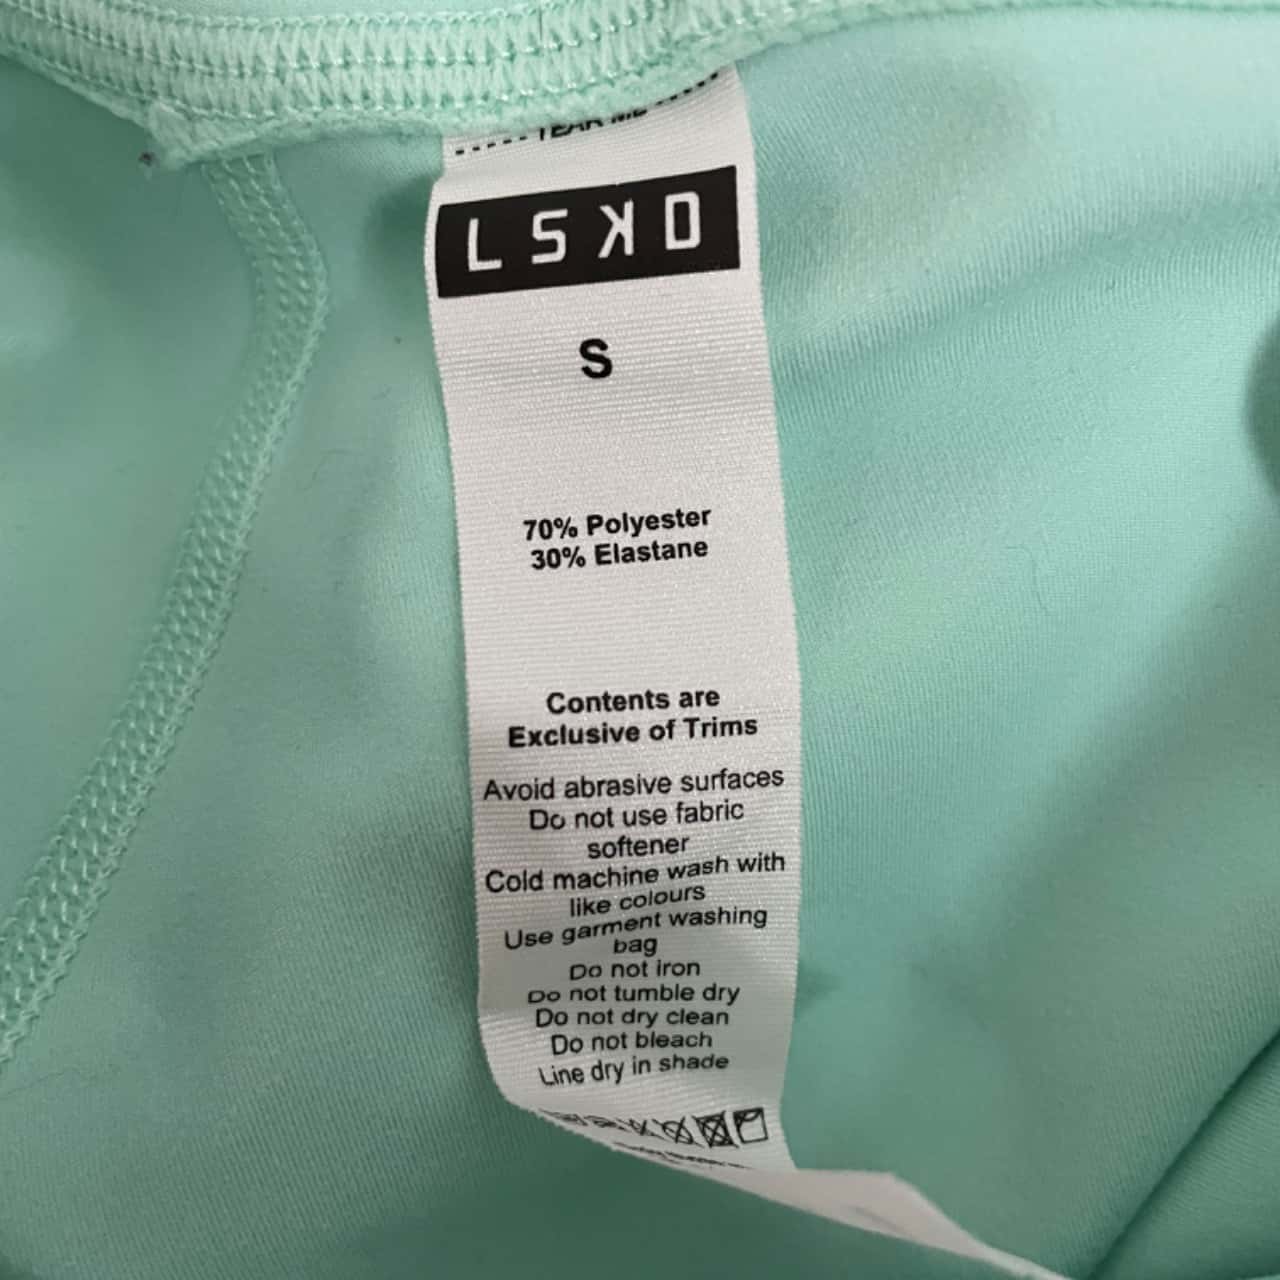 TEAR ME
LSKD
S
70% Polyester
30% Elastane
Contents are
Exclusive of Trims
Avoid abrasive surfaces
Do not use fabric
softener
Cold machine wash with
like colours
Use garment washing
bag
Do not iron
Do not tumble dry
Do not dry clean
Do not bleach
Line dry in shade